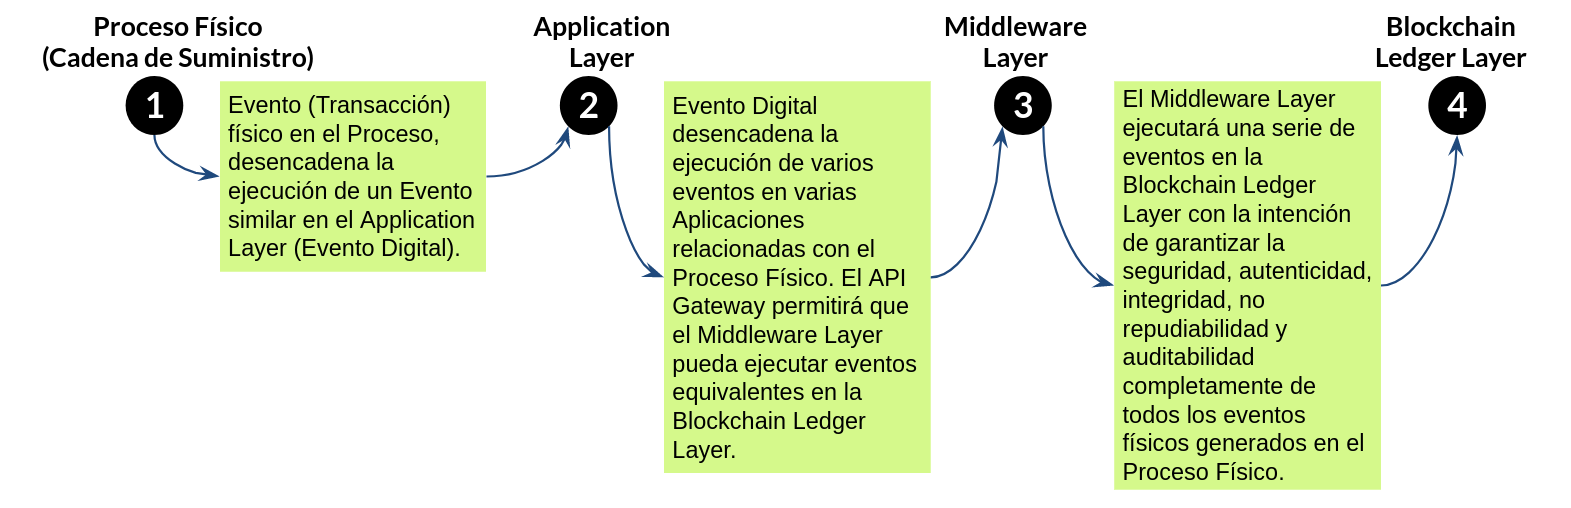 Proceso Físico
(Cadena de Suministro)
1
Evento (Transacción)
físico en el Proceso,
desencadena la
ejecución de un Evento
similar en el Application
Layer (Evento Digital).
Application
Layer
2
Evento Digital
desencadena la
ejecución de varios
eventos en varias
Aplicaciones
relacionadas con el
Proceso Físico. El API
Gateway permitirá que
el Middleware Layer
pueda ejecutar eventos
equivalentes en la
Blockchain Ledger
Layer.
Middleware
Layer
3
El Middleware Layer
ejecutará una serie de
eventos en la
Blockchain Ledger
Layer con la intención
de garantizar la
seguridad, autenticidad,
integridad, no
repudiabilidad y
auditabilidad
completamente de
todos los eventos
físicos generados en el
Proceso Físico.
Blockchain
Ledger Layer
4